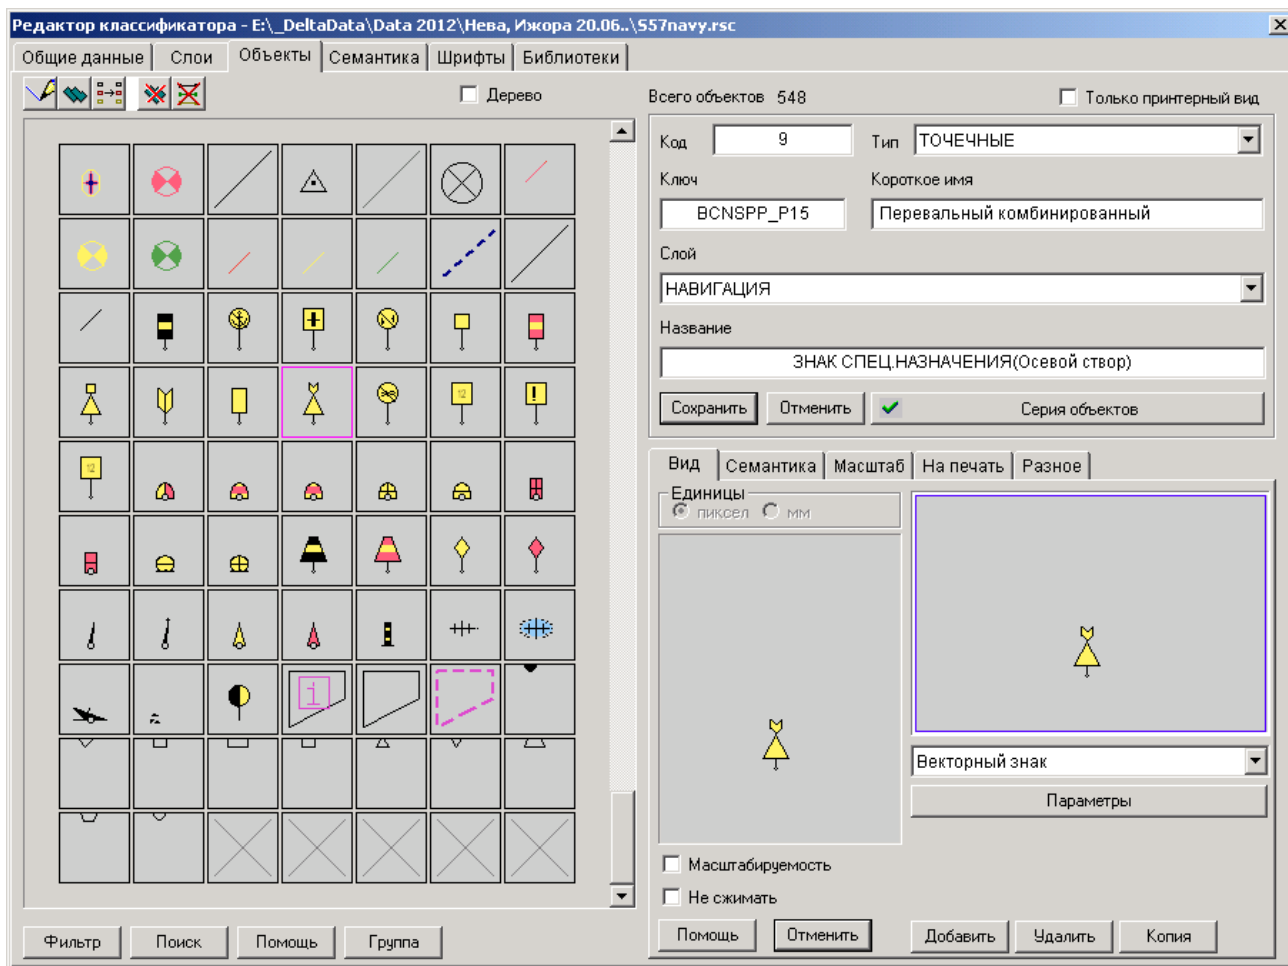 Редактор классификатора - E:\_DeltaData\Data 2012\Нева, Ижора 20.06..\S57navy.rsc
Общие данные Слои Объекты Семантика Шрифты Библиотеки
Дерево
Всего объектов 548
Только принтерный вид
Код 9 Тип ТОЧЕЧНЫЕ
Ключ Короткое имя
BCNSPP_P15 Перевальный комбинированный
Слой
НАВИГАЦИЯ
Название
ЗНАК СПЕЦ.НАЗНАЧЕНИЯ(Осевой створ)
Сохранить Отменить Серия объектов
Вид Семантика Масштаб На печать Разное
Единицы
пиксел мм
12
!
12
i
Векторный знак
Параметры
Масштабируемость
Не сжимать
Помощь Отменить Добавить Удалить Копия
Фильтр Поиск Помощь Группа